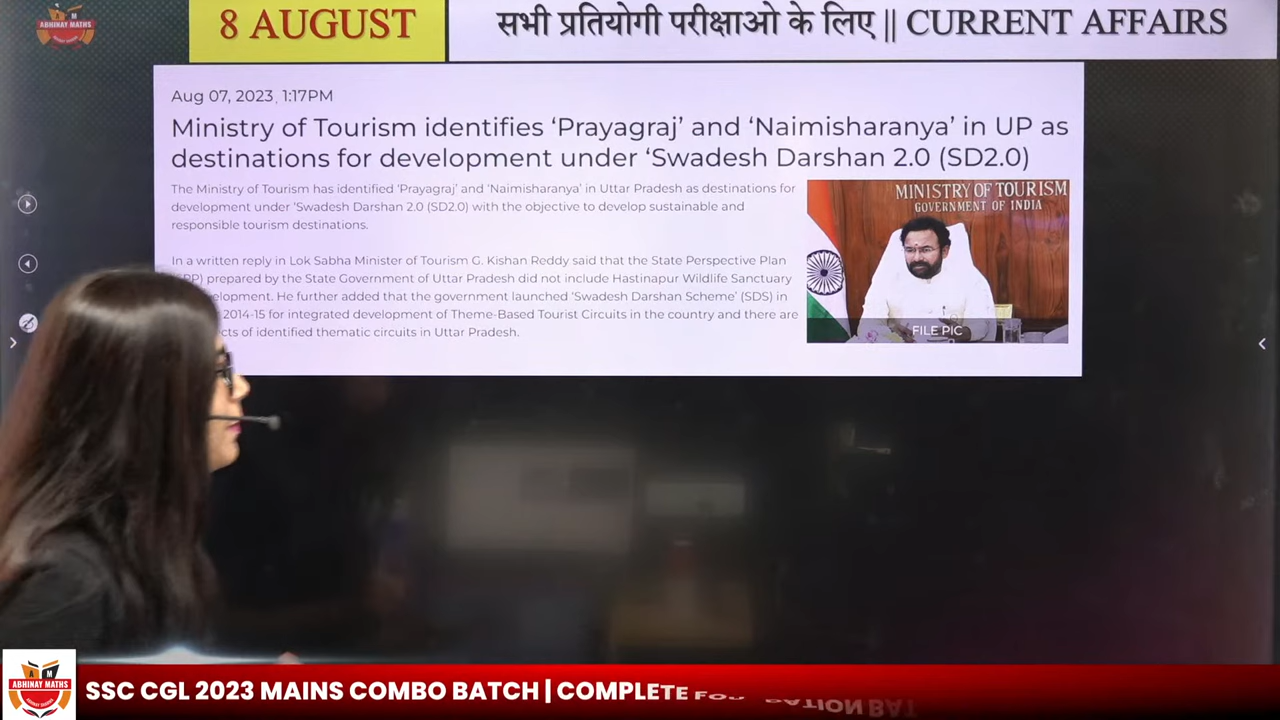 ABHINAY MATHS
8 AUGUST
सभी प्रतियोगी परीक्षाओ के लिए || CURRENT AFFAIRS
Aug 07, 2023, 1:17PM
Ministry of Tourism identifies ‘Prayagraj’ and ‘Naimisharanya’ in UP as
destinations for development under ‘Swadesh Darshan 2.0 (SD2.0)
The Ministry of Tourism has identified ‘Prayagraj’ and ‘Naimisharanya’ in Uttar Pradesh as destinations for
development under ‘Swadesh Darshan 2.0 (SD2.0) with the objective to develop sustainable and
responsible tourism destinations.
In a written reply in Lok Sabha Minister of Tourism G. Kishan Reddy said that the State Perspective Plan
prepared by the State Government of Uttar Pradesh did not include Hastinapur Wildlife Sanctuary
He further added that the government launched ‘Swadesh Darshan Scheme’ (SDS) in
2014-15 for integrated development of Theme-Based Tourist Circuits in the country and there are
of identified thematic circuits in Uttar Pradesh.
MINISTRY OF TOURISM
GOVERNMENT OF INDIA
FILE PIC
A M
ABHINAY MATHS
SSC CGL 2023 MAINS COMBO BATCH | COMPLETE